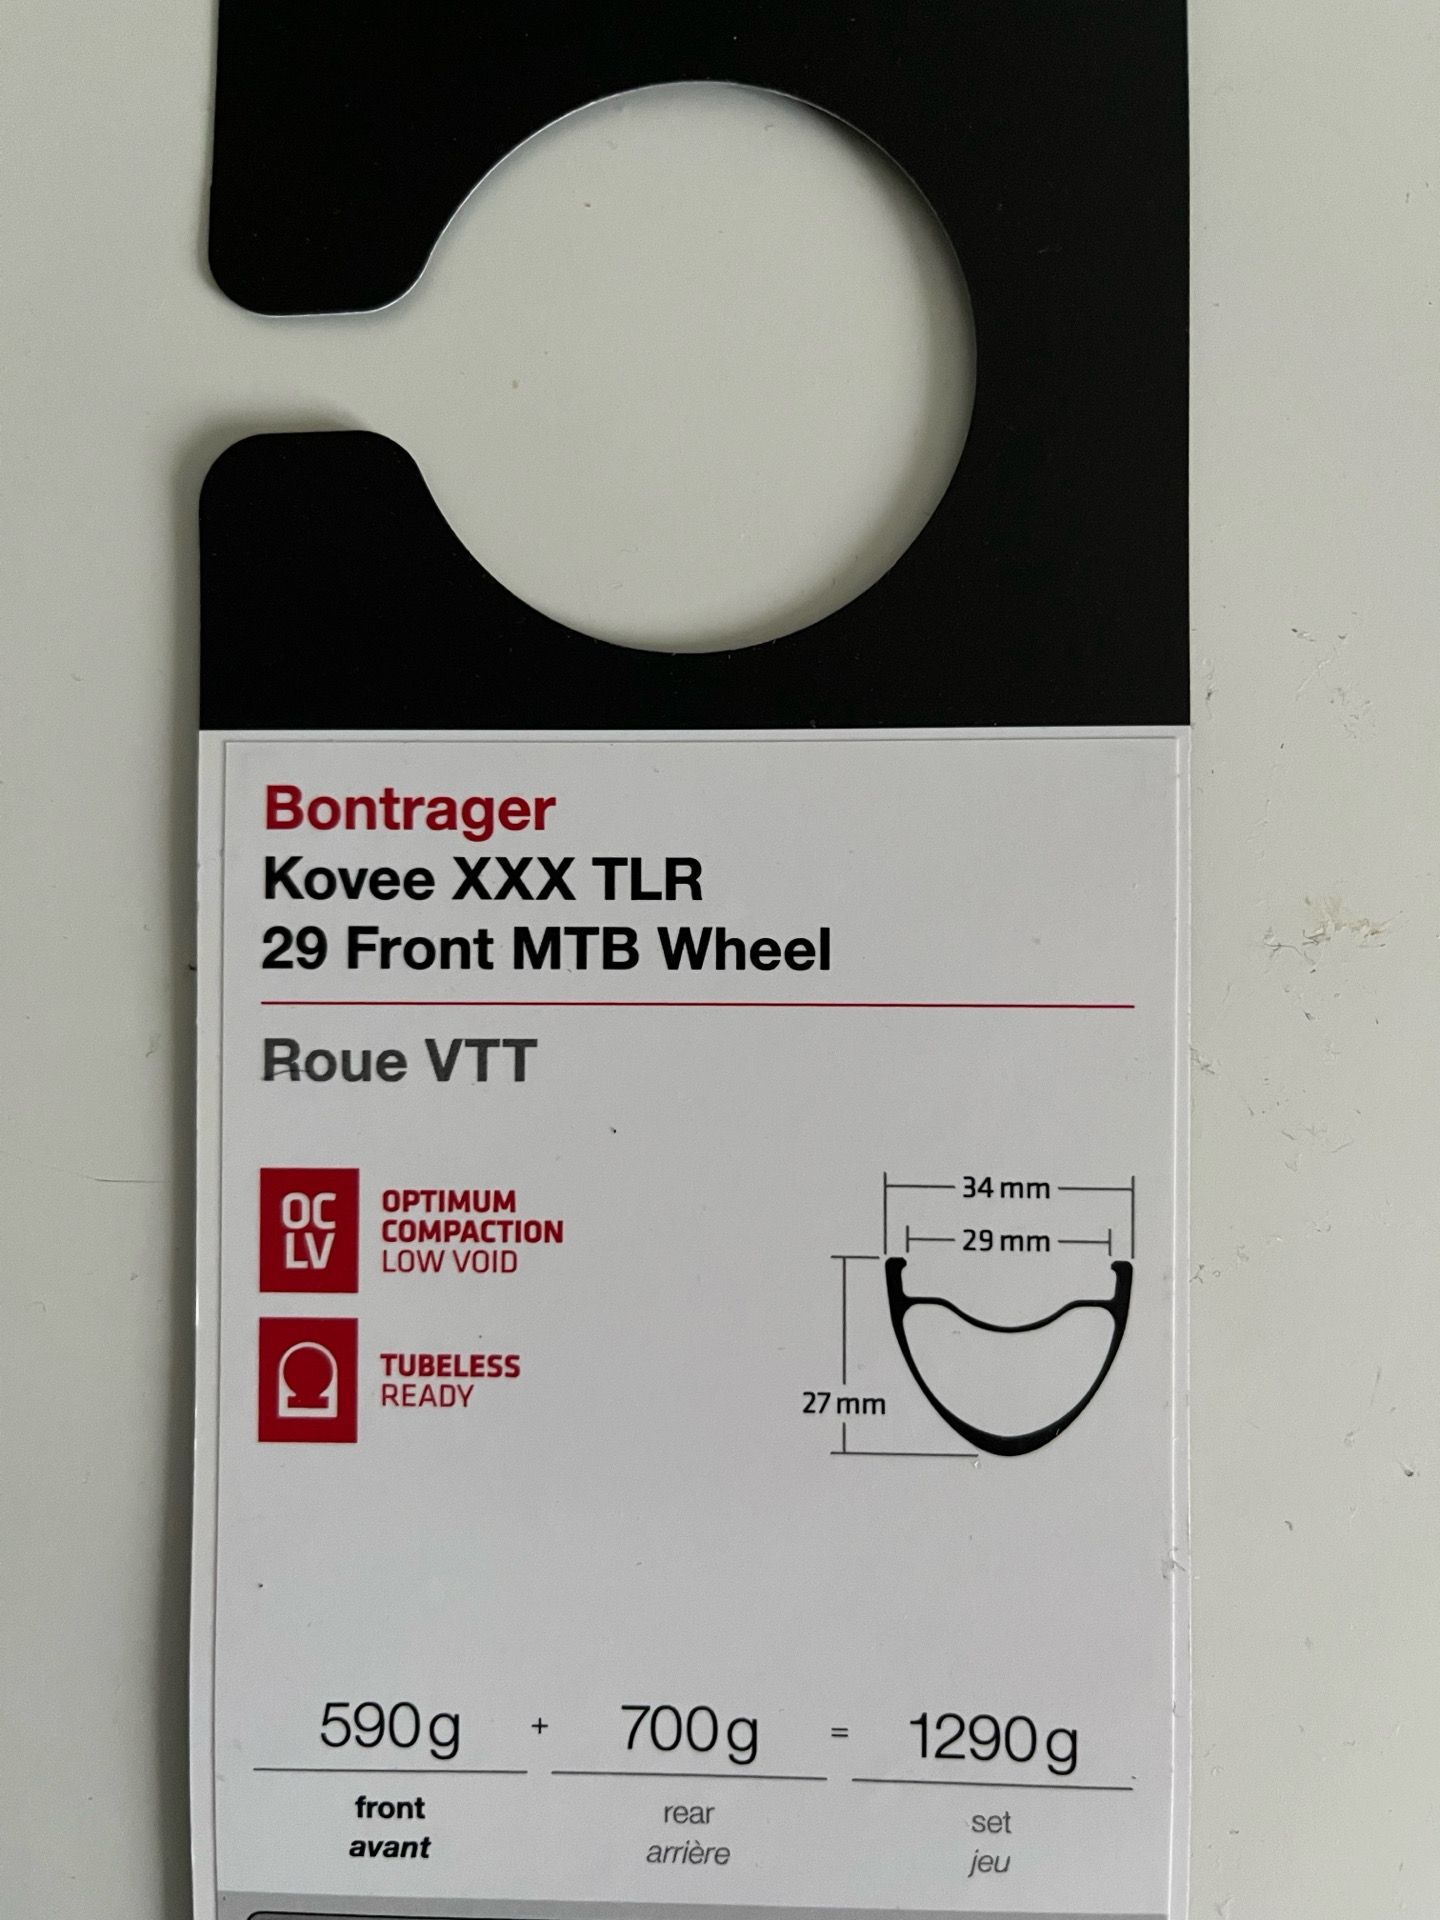 Bontrager
Kovee XXX TLR
29 Front MTB Wheel
Roue VTT
OC
LV
OPTIMUM
COMPACTION
LOW VOID
TUBELESS
READY
34 mm
29 mm
27 mm
590g + 700g = 1290g
front rear set
avant arrière jeu